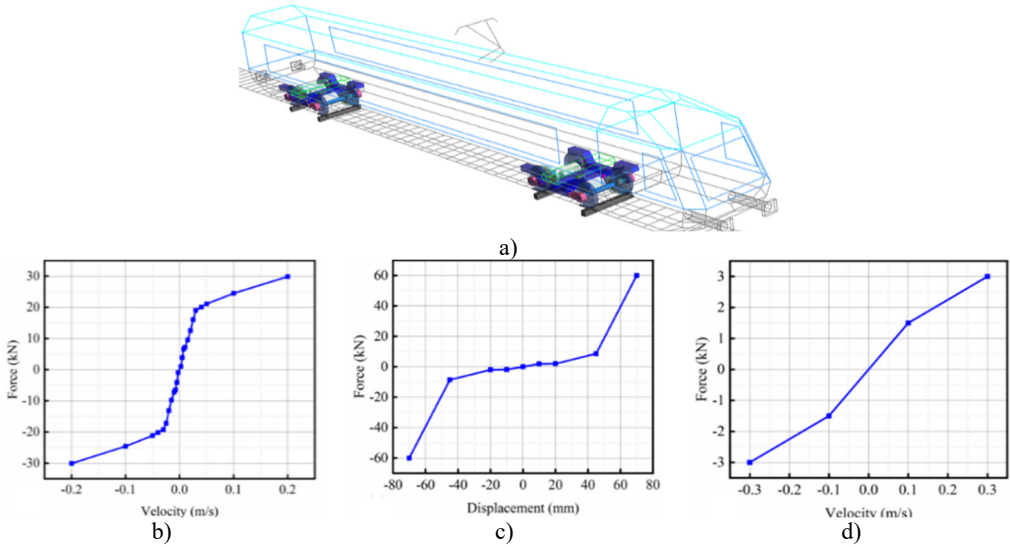 a)
30
20
10
0
-10
-20
-30
Force (kN)
-0.2 -0.1 0.0 0.1 0.2
Velocity (m/s)
b)
60
40
20
0
-20
-40
-60
Force (kN)
-80 -60 -40 -20 0 20 40 60 80
Displacement (mm)
c)
3
2
1
0
-1
-2
-3
Force (kN)
-0.3 -0.2 -0.1 0.0 0.1 0.2 0.3
Velocity (m/s)
d)